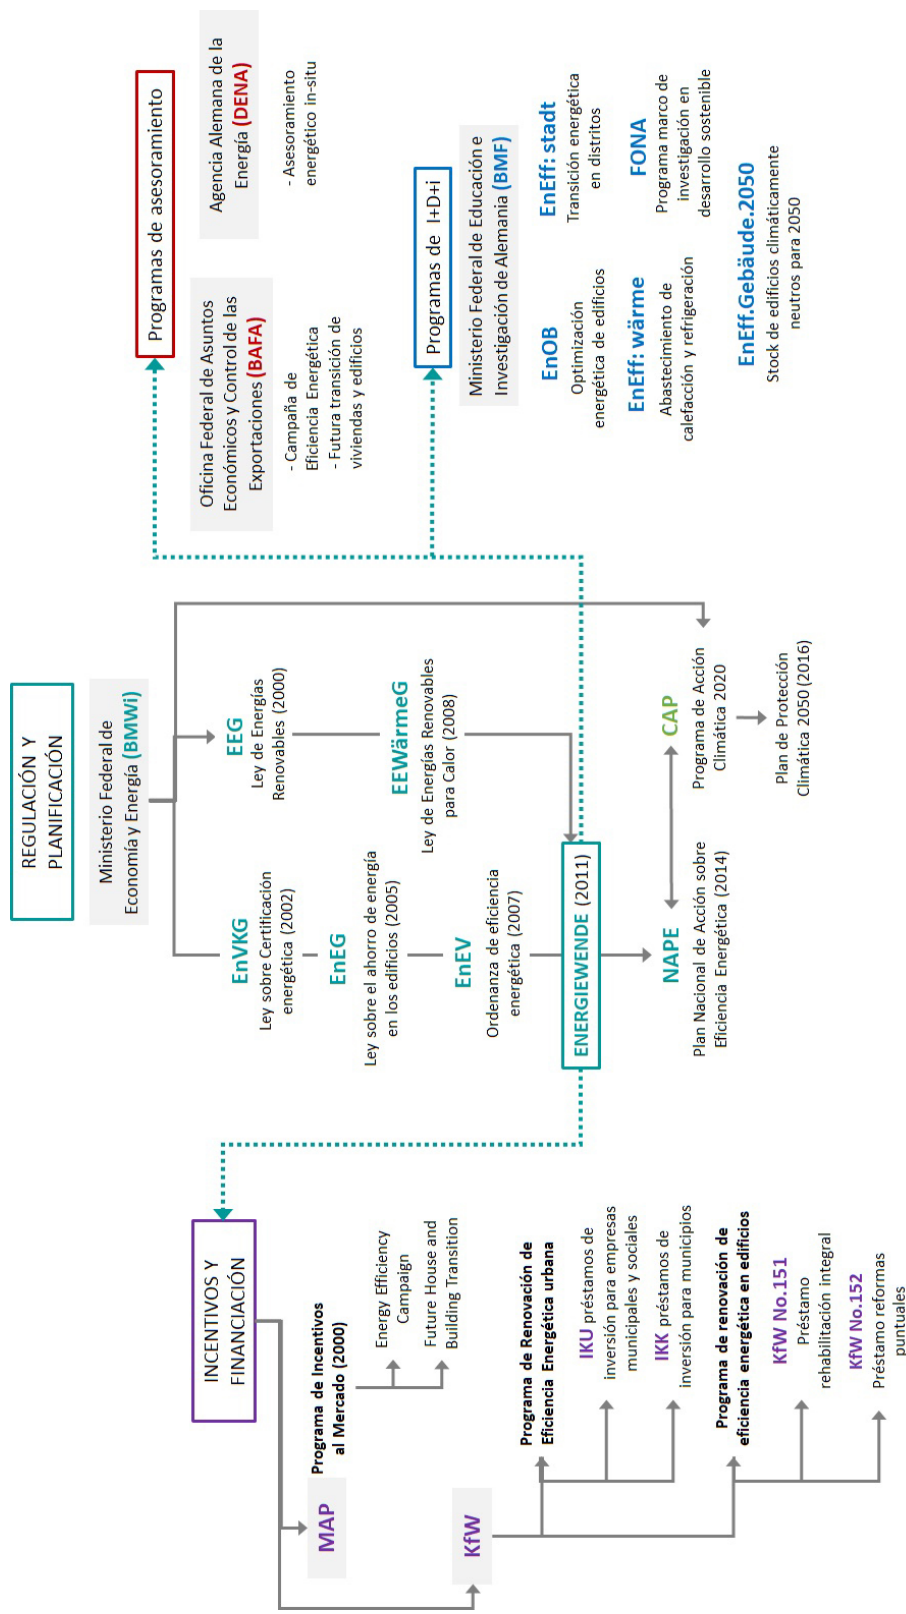 INCENTIVOS Y
FINANCIACIÓN
MAP
Programa de Incentivos
al Mercado (2000)
Energy Efficiency
Campaign
Future House and
Building Transition
KfW
Programa de Renovación de
Eficiencia Energética urbana
IKU préstamos de
inversión para empresas
municipales y sociales
IKK préstamos de
inversión para municipios
Programa de renovación de
eficiencia energética en edificios
KfW No.151
Préstamo
rehabilitación integral
KfW No.152
Préstamo reformas
puntuales
REGULACIÓN Y
PLANIFICACIÓN
Ministerio Federal de
Economía y Energía (BMWi)
EnVKG
Ley sobre Certificación
energética (2002)
EnEG
Ley sobre el ahorro de energía
en los edificios (2005)
EnEV
Ordenanza de eficiencia
energética (2007)
EEG
Ley de Energías
Renovables (2000)
EEWärmeG
Ley de Energías Renovables
para Calor (2008)
ENERGIEWENDE (2011)
NAPE
Plan Nacional de Acción sobre
Eficiencia Energética (2014)
CAP
Programa de Acción
Climática 2020
Plan de Protección
Climática 2050 (2016)
Programas de asesoramiento
Oficina Federal de Asuntos
Económicos y Control de las
Exportaciones (BAFA)
- Campaña de
Eficiencia Energética
- Futura transición de
viviendas y edificios
Agencia Alemana de la
Energía (DENA)
- Asesoramiento
energético in-situ
Programas de I+D+i
Ministerio Federal de Educación e
Investigación de Alemania (BMF)
EnOB
Optimización
energética de edificios
EnEff: stadt
Transición energética
en distritos
EnEff: wärme
Abastecimiento de
calefacción y refrigeración
FONA
Programa marco de
investigación en
desarrollo sostenible
EnEff.Gebäude.2050
Stock de edificios climáticamente
neutros para 2050